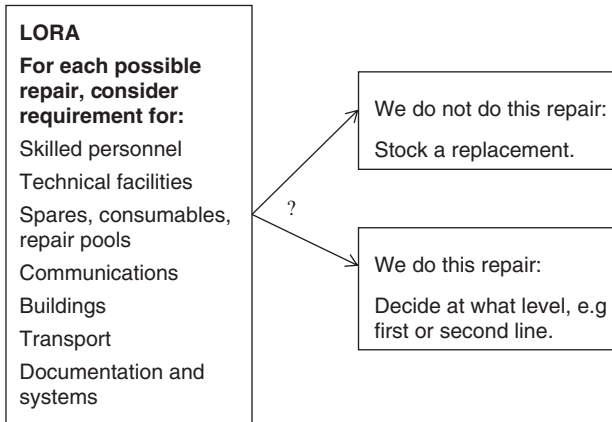 LORA
For each possible
repair, consider
requirement for:
Skilled personnel
Technical facilities
Spares, consumables,
repair pools
Communications
Buildings
Transport
Documentation and
systems
?
We do not do this repair:
Stock a replacement.
We do this repair:
Decide at what level, e.g
first or second line.